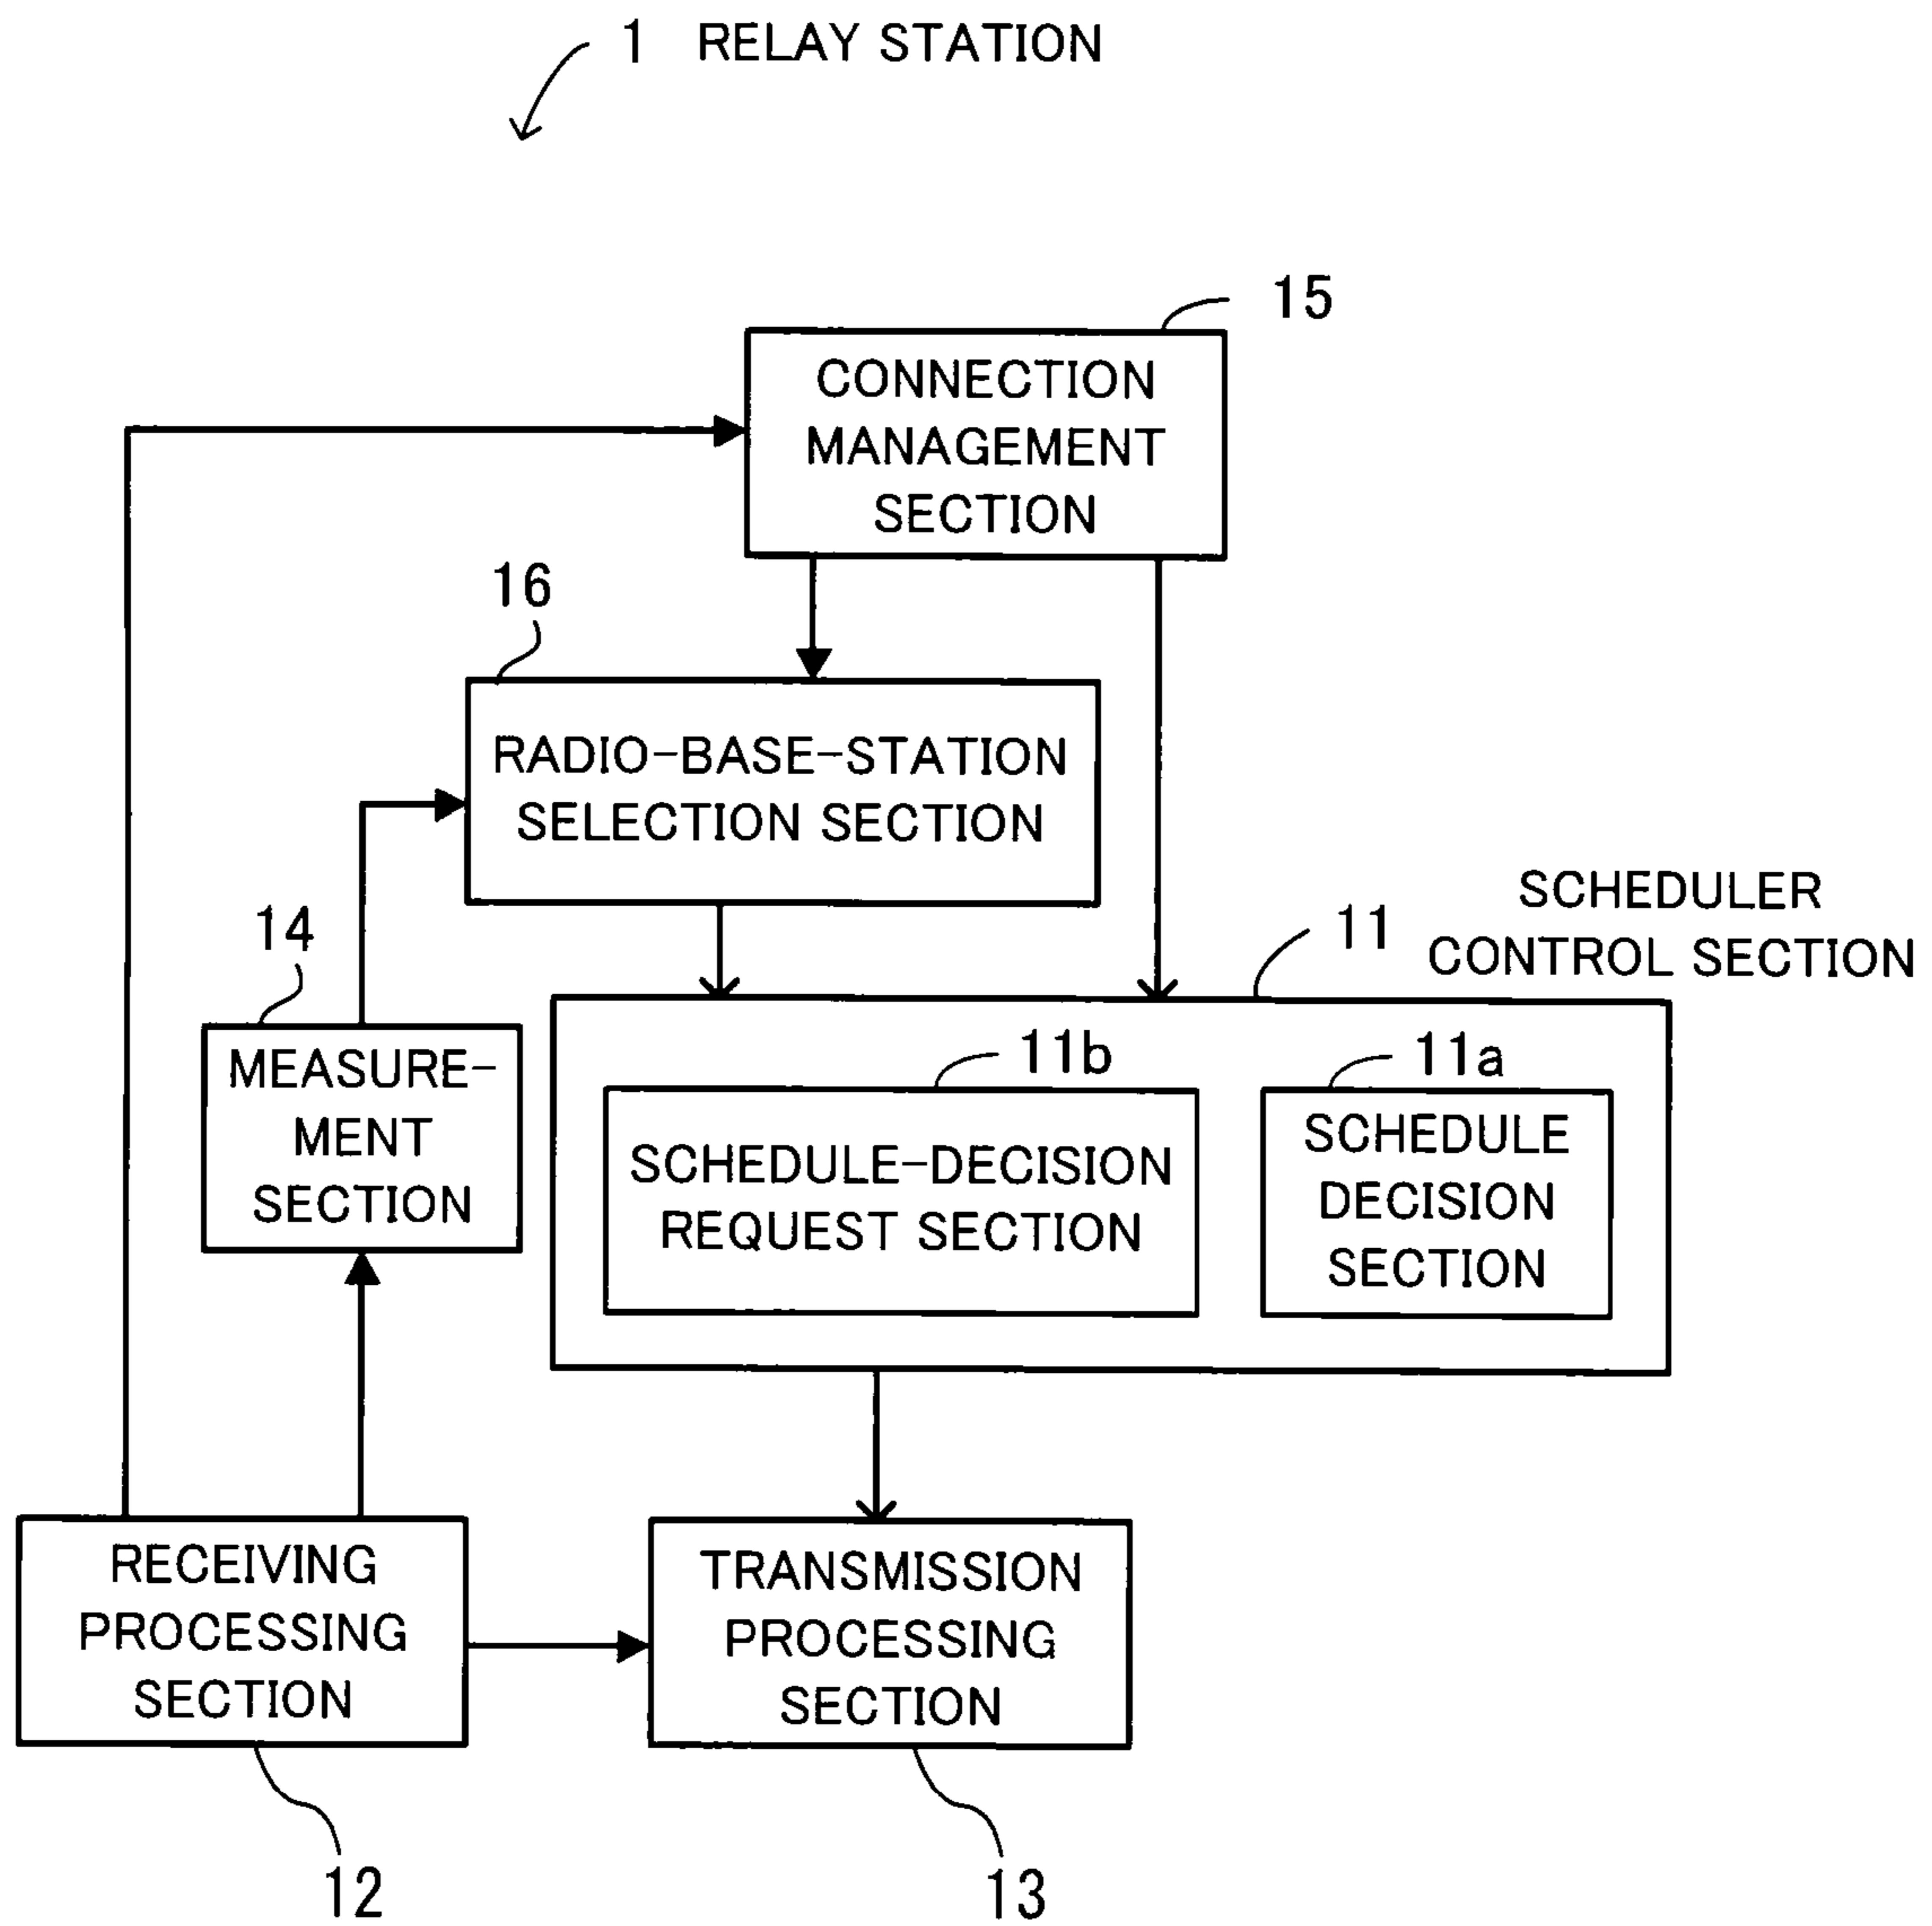 1 RELAY STATION
15
CONNECTION
MANAGEMENT
SECTION
16
RADIO-BASE-STATION
SELECTION SECTION
SCHEDULER
CONTROL SECTION
11
14
MEASURE-
MENT
SECTION
11b
SCHEDULE-DECISION
REQUEST SECTION
11a
SCHEDULE
DECISION
SECTION
RECEIVING
PROCESSING
SECTION
12
TRANSMISSION
PROCESSING
SECTION
13